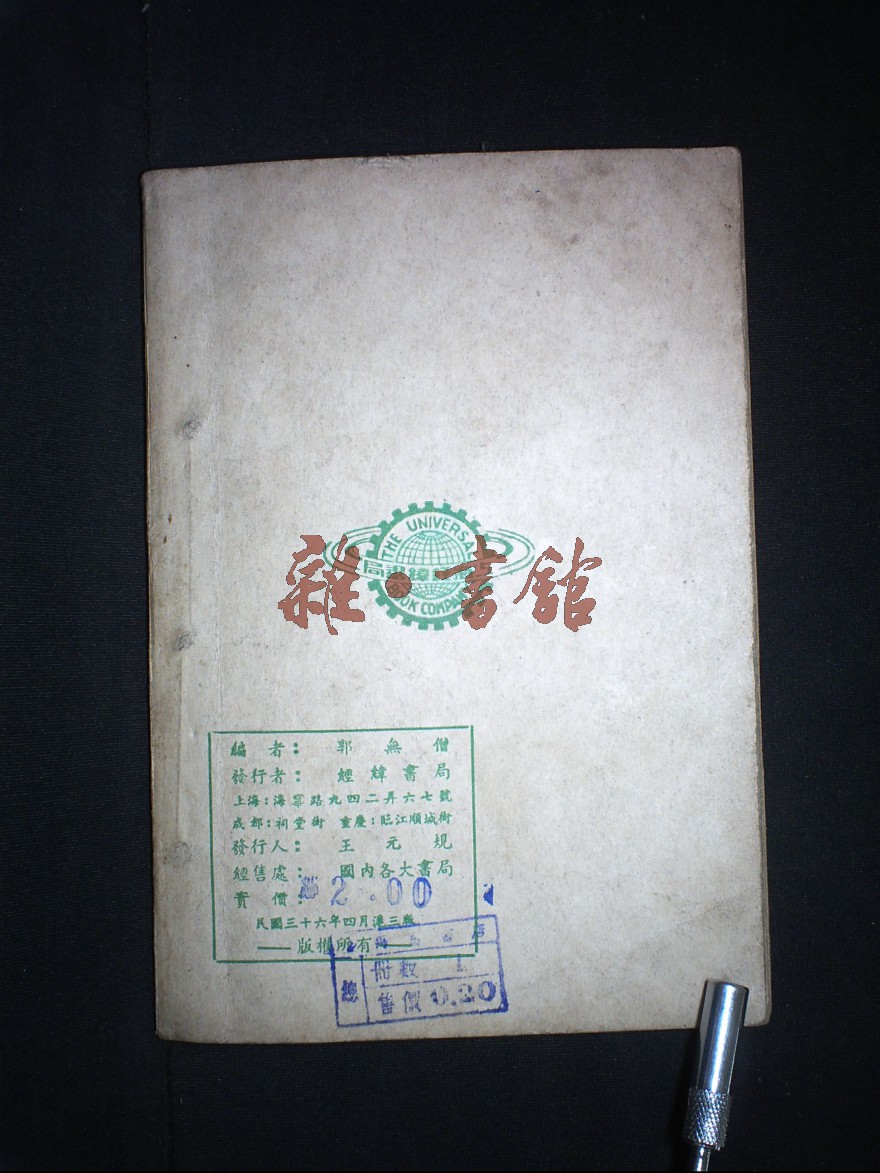 THE UNIVERSAL
局書緯經
BOOK COMPANY
雜·書館
編者：郭無僧
發行者：經緯書局
上海：海寧路九四二弄六七號
成都：祠堂街 重慶：臨江順城街
發行人：王元規
經售處：國內各大書局
實價：
2.00
民國三十六年四月滬三版
版權所有
冊數 1
售價 0.20